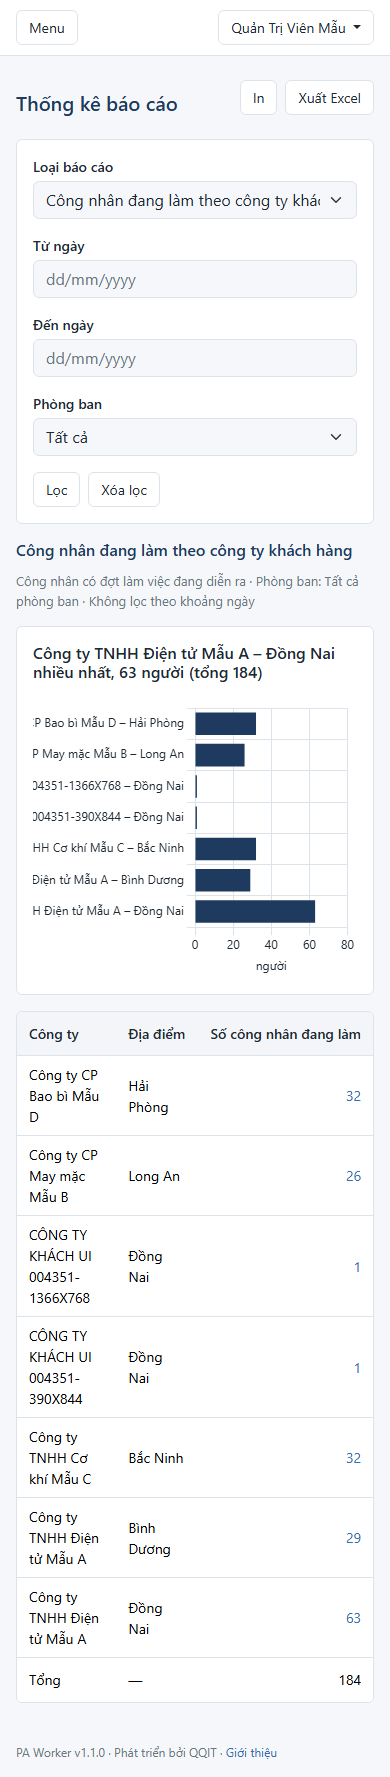 Menu
Quản Trị Viên Mẫu
Thống kê báo cáo
In
Xuất Excel
Loại báo cáo
Công nhân đang làm theo công ty khác
Từ ngày
dd/mm/yyyy
Đến ngày
dd/mm/yyyy
Phòng ban
Tất cả
Lọc
Xóa lọc
Công nhân đang làm theo công ty khách hàng
Công nhân có đợt làm việc đang diễn ra · Phòng ban: Tất cả
phòng ban · Không lọc theo khoảng ngày
Công ty TNHH Điện tử Mẫu A – Đồng Nai
nhiều nhất, 63 người (tổng 184)
CP Bao bì Mẫu D – Hải Phòng
P May mặc Mẫu B – Long An
004351-1366X768 – Đồng Nai
004351-390X844 – Đồng Nai
HH Cơ khí Mẫu C – Bắc Ninh
Điện tử Mẫu A – Bình Dương
H Điện tử Mẫu A – Đồng Nai
0 20 40 60 80
người
Công ty Địa điểm Số công nhân đang làm
Công ty CP
Bao bì Mẫu
D
Hải
Phòng
32
Công ty CP
May mặc
Mẫu B
Long An
26
CÔNG TY
KHÁCH UI
004351-
1366X768
Đồng
Nai
1
CÔNG TY
KHÁCH UI
004351-
390X844
Đồng
Nai
1
Công ty
TNHH Cơ
khí Mẫu C
Bắc Ninh
32
Công ty
TNHH Điện
tử Mẫu A
Bình
Dương
29
Công ty
TNHH Điện
tử Mẫu A
Đồng
Nai
63
Tổng — 184
PA Worker v1.1.0 · Phát triển bởi QQIT · Giới thiệu